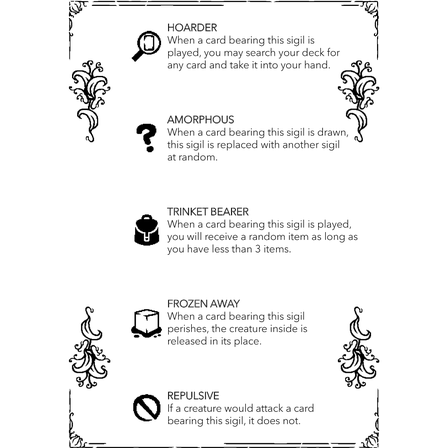 HOARDER
When a card bearing this sigil is
played, you may search your deck for
any card and take it into your hand.
AMORPHOUS
When a card bearing this sigil is drawn,
this sigil is replaced with another sigil
at random.
TRINKET BEARER
When a card bearing this sigil is played,
you will receive a random item as long as
you have less than 3 items.
FROZEN AWAY
When a card bearing this sigil
perishes, the creature inside is
released in its place.
REPULSIVE
If a creature would attack a card
bearing this sigil, it does not.